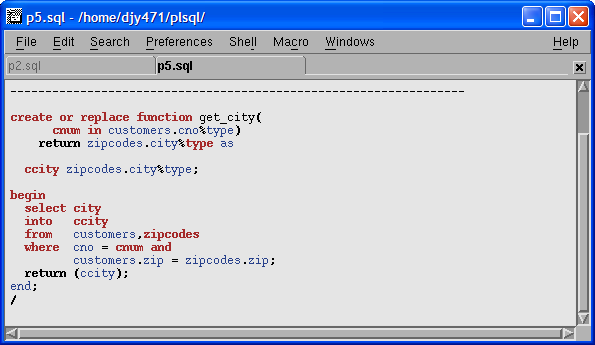 p5.sql - /home/djy471/plsql/
File Edit Search Preferences Shell Macro Windows Help
p2.sql p5.sql
-----------------------------------------------------------------
create or replace function get_city(
      cnum in customers.cno%type)
    return zipcodes.city%type as
  ccity zipcodes.city%type;
begin
  select city
  into   ccity
  from   customers,zipcodes
  where  cno = cnum and
         customers.zip = zipcodes.zip;
  return (ccity);
end;
/